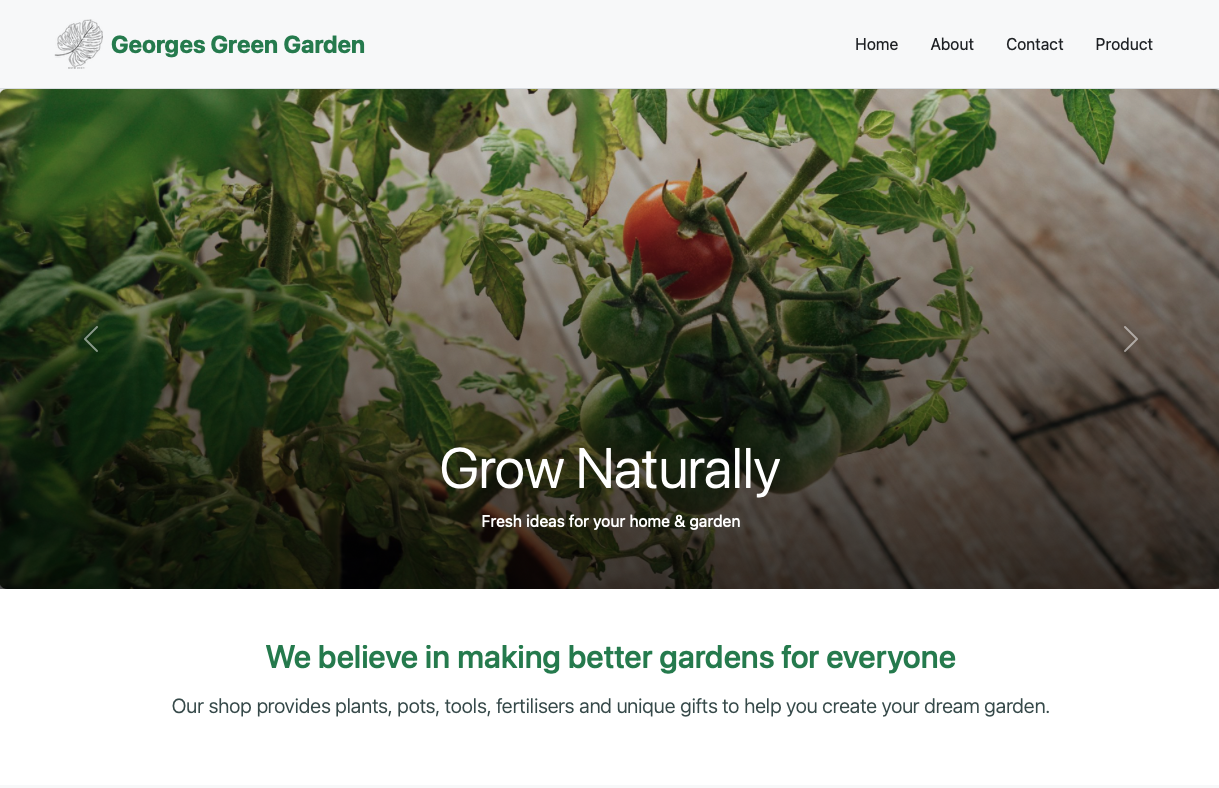 Georges Green Garden
Home About Contact Product
Grow Naturally
Fresh ideas for your home & garden
We believe in making better gardens for everyone
Our shop provides plants, pots, tools, fertilisers and unique gifts to help you create your dream garden.